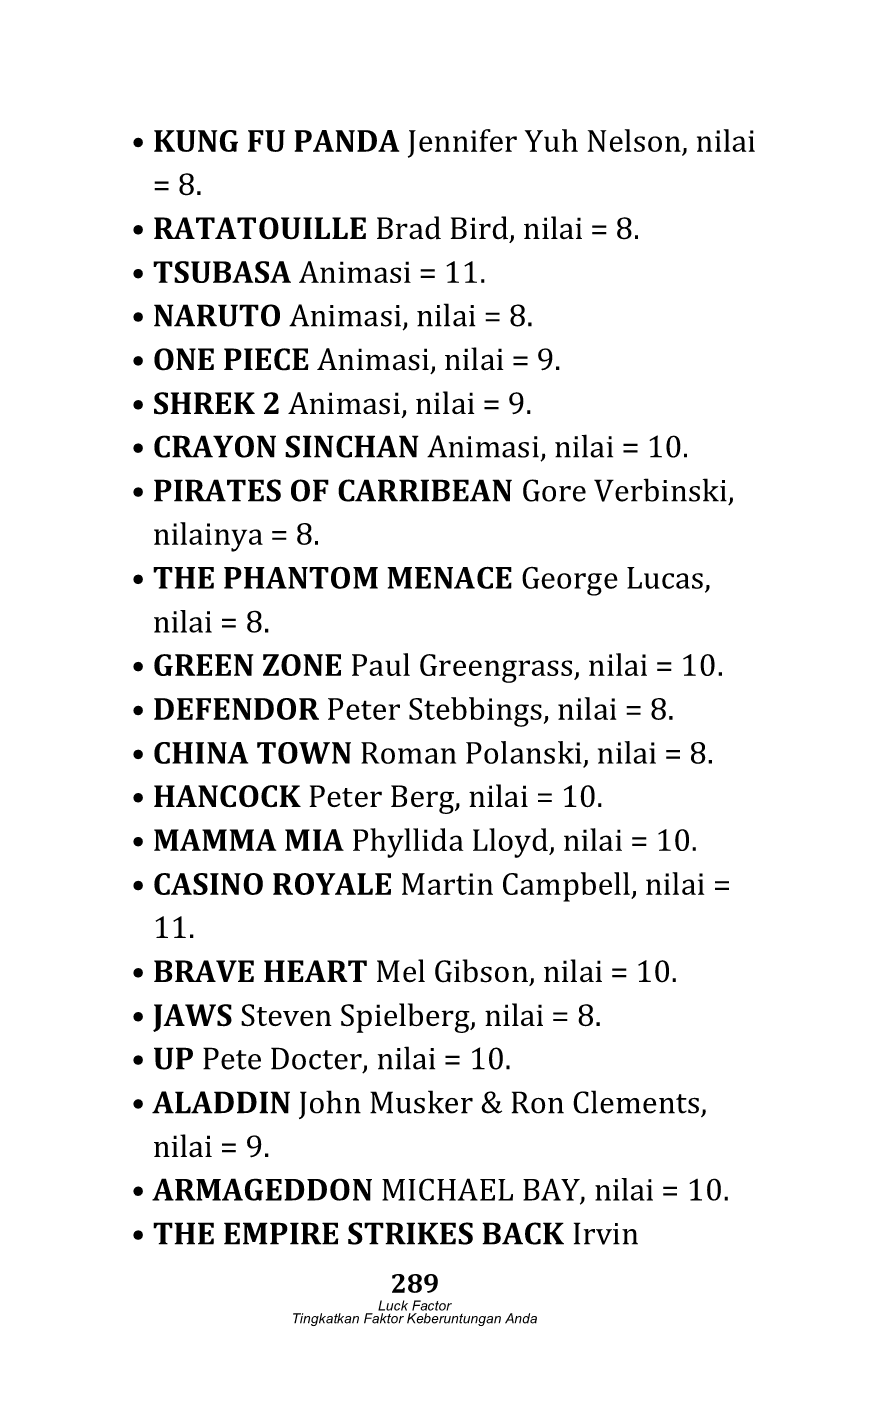 • KUNG FU PANDA Jennifer Yuh Nelson, nilai
= 8.
• RATATOUILLE Brad Bird, nilai = 8.
• TSUBASA Animasi = 11.
• NARUTO Animasi, nilai = 8.
• ONE PIECE Animasi, nilai = 9.
• SHREK 2 Animasi, nilai = 9.
• CRAYON SINCHAN Animasi, nilai = 10.
• PIRATES OF CARRIBEAN Gore Verbinski,
nilainya = 8.
• THE PHANTOM MENACE George Lucas,
nilai = 8.
• GREEN ZONE Paul Greengrass, nilai = 10.
• DEFENDOR Peter Stebbings, nilai = 8.
• CHINA TOWN Roman Polanski, nilai = 8.
• HANCOCK Peter Berg, nilai = 10.
• MAMMA MIA Phyllida Lloyd, nilai = 10.
• CASINO ROYALE Martin Campbell, nilai =
11.
• BRAVE HEART Mel Gibson, nilai = 10.
• JAWS Steven Spielberg, nilai = 8.
• UP Pete Docter, nilai = 10.
• ALADDIN John Musker & Ron Clements,
nilai = 9.
• ARMAGEDDON MICHAEL BAY, nilai = 10.
• THE EMPIRE STRIKES BACK Irvin
289
Luck Factor
Tingkatkan Faktor Keberuntungan Anda